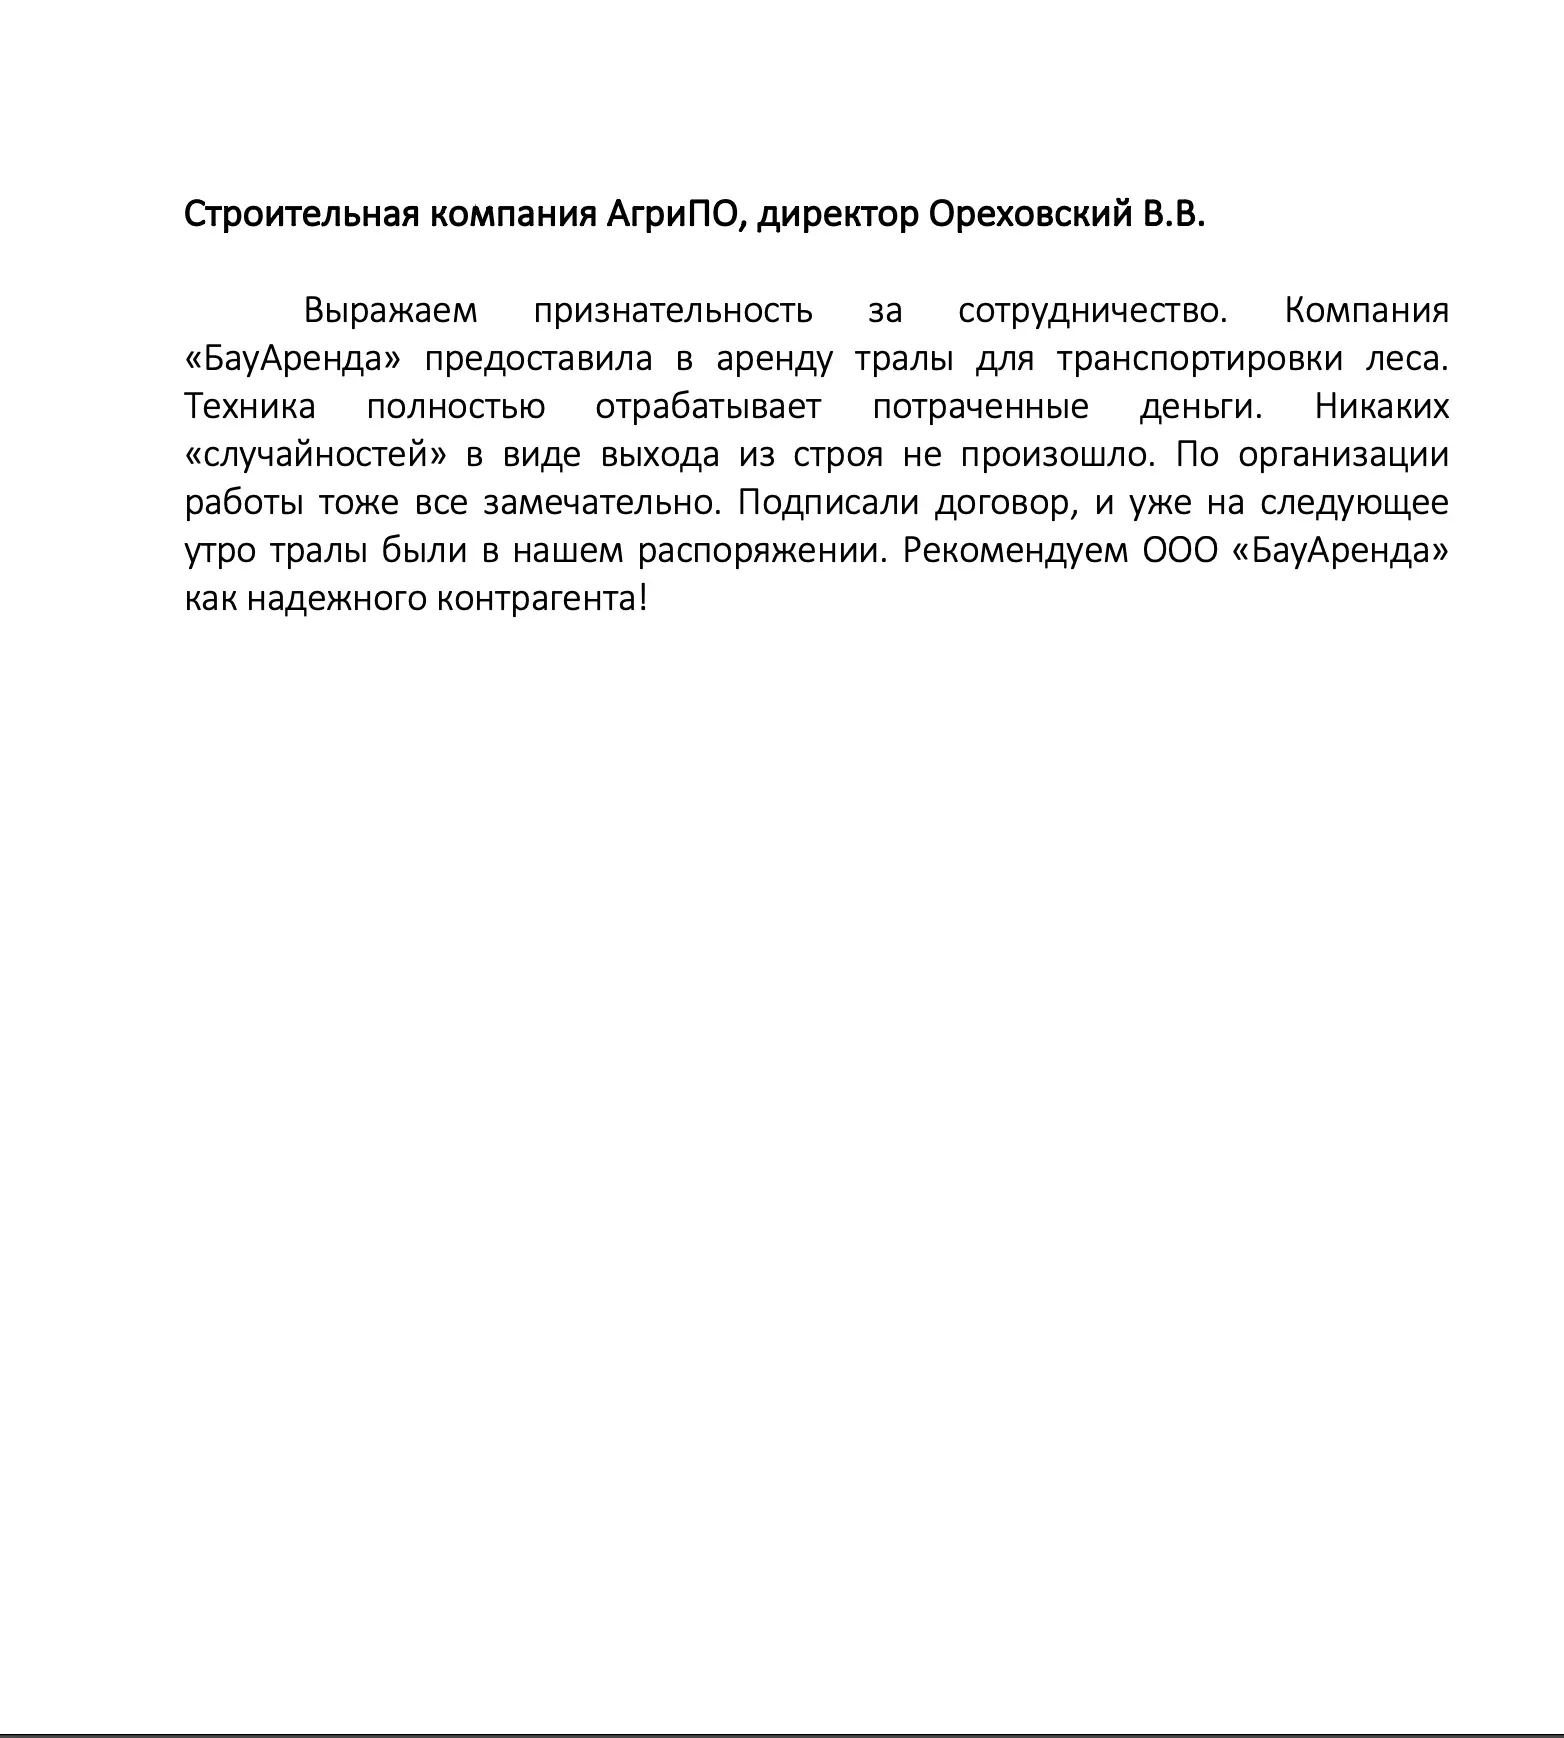 Строительная компания АгриПО, директор Ореховский В.В.
Выражаем признательность за сотрудничество. Компания
«БауАренда» предоставила в аренду тралы для транспортировки леса.
Техника полностью отрабатывает потраченные деньги. Никаких
«случайностей» в виде выхода из строя не произошло. По организации
работы тоже все замечательно. Подписали договор, и уже на следующее
утро тралы были в нашем распоряжении. Рекомендуем ООО «БауАренда»
как надежного контрагента!